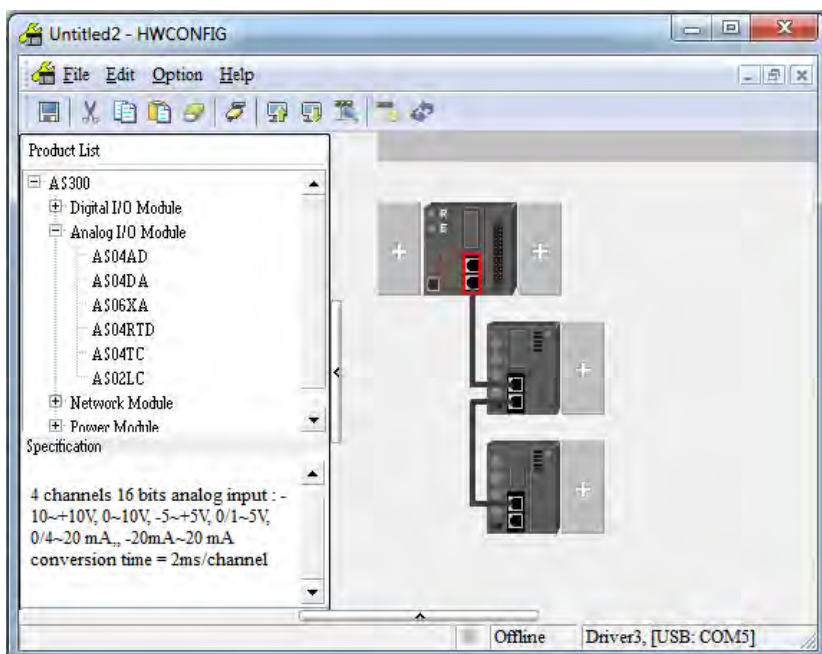 Untitled2 - HWCONFIG
File Edit Option Help
Product List
AS300
Digital I/O Module
Analog I/O Module
AS04AD
AS04DA
AS06XA
AS04RTD
AS04TC
AS02LC
Network Module
Power Module
Specification
4 channels 16 bits analog input : -
10~+10V, 0~10V, -5~+5V, 0/1~5V,
0/4~20 mA,, -20mA~20 mA
conversion time = 2ms/channel
R
E
Offline Driver3, [USB: COM5]